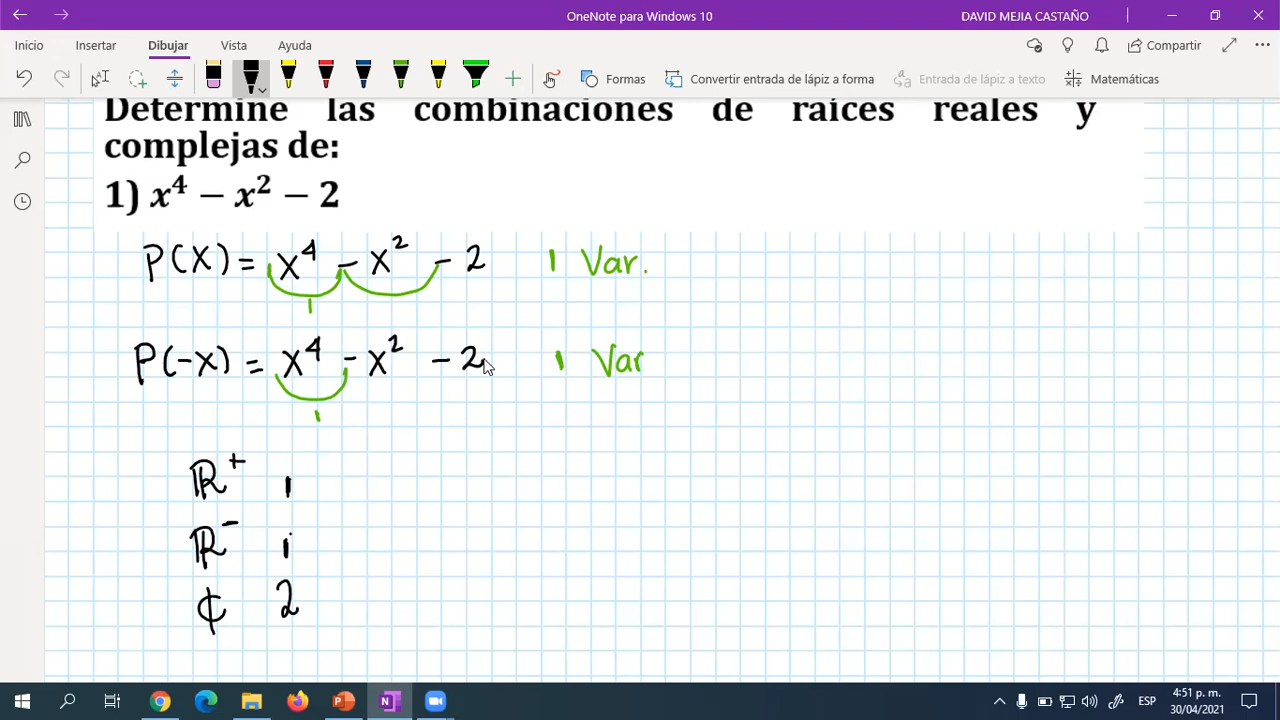 OneNote para Windows 10
DAVID MEJIA CASTAÑO
Inicio Insertar Dibujar Vista Ayuda
Compartir
Formas Convertir entrada de lápiz a forma Entrada de lápiz a texto Matemáticas
Determine las combinaciones de raíces reales y
complejas de:
1) x⁴ − x² − 2
P(X) = X⁴ - X² - 2 1 Var.
1
P(-X) = X⁴ - X² - 2 1 Var
1
ℝ⁺ 1
ℝ⁻ 1
₵ 2
ESP
4:51 p. m.
30/04/2021